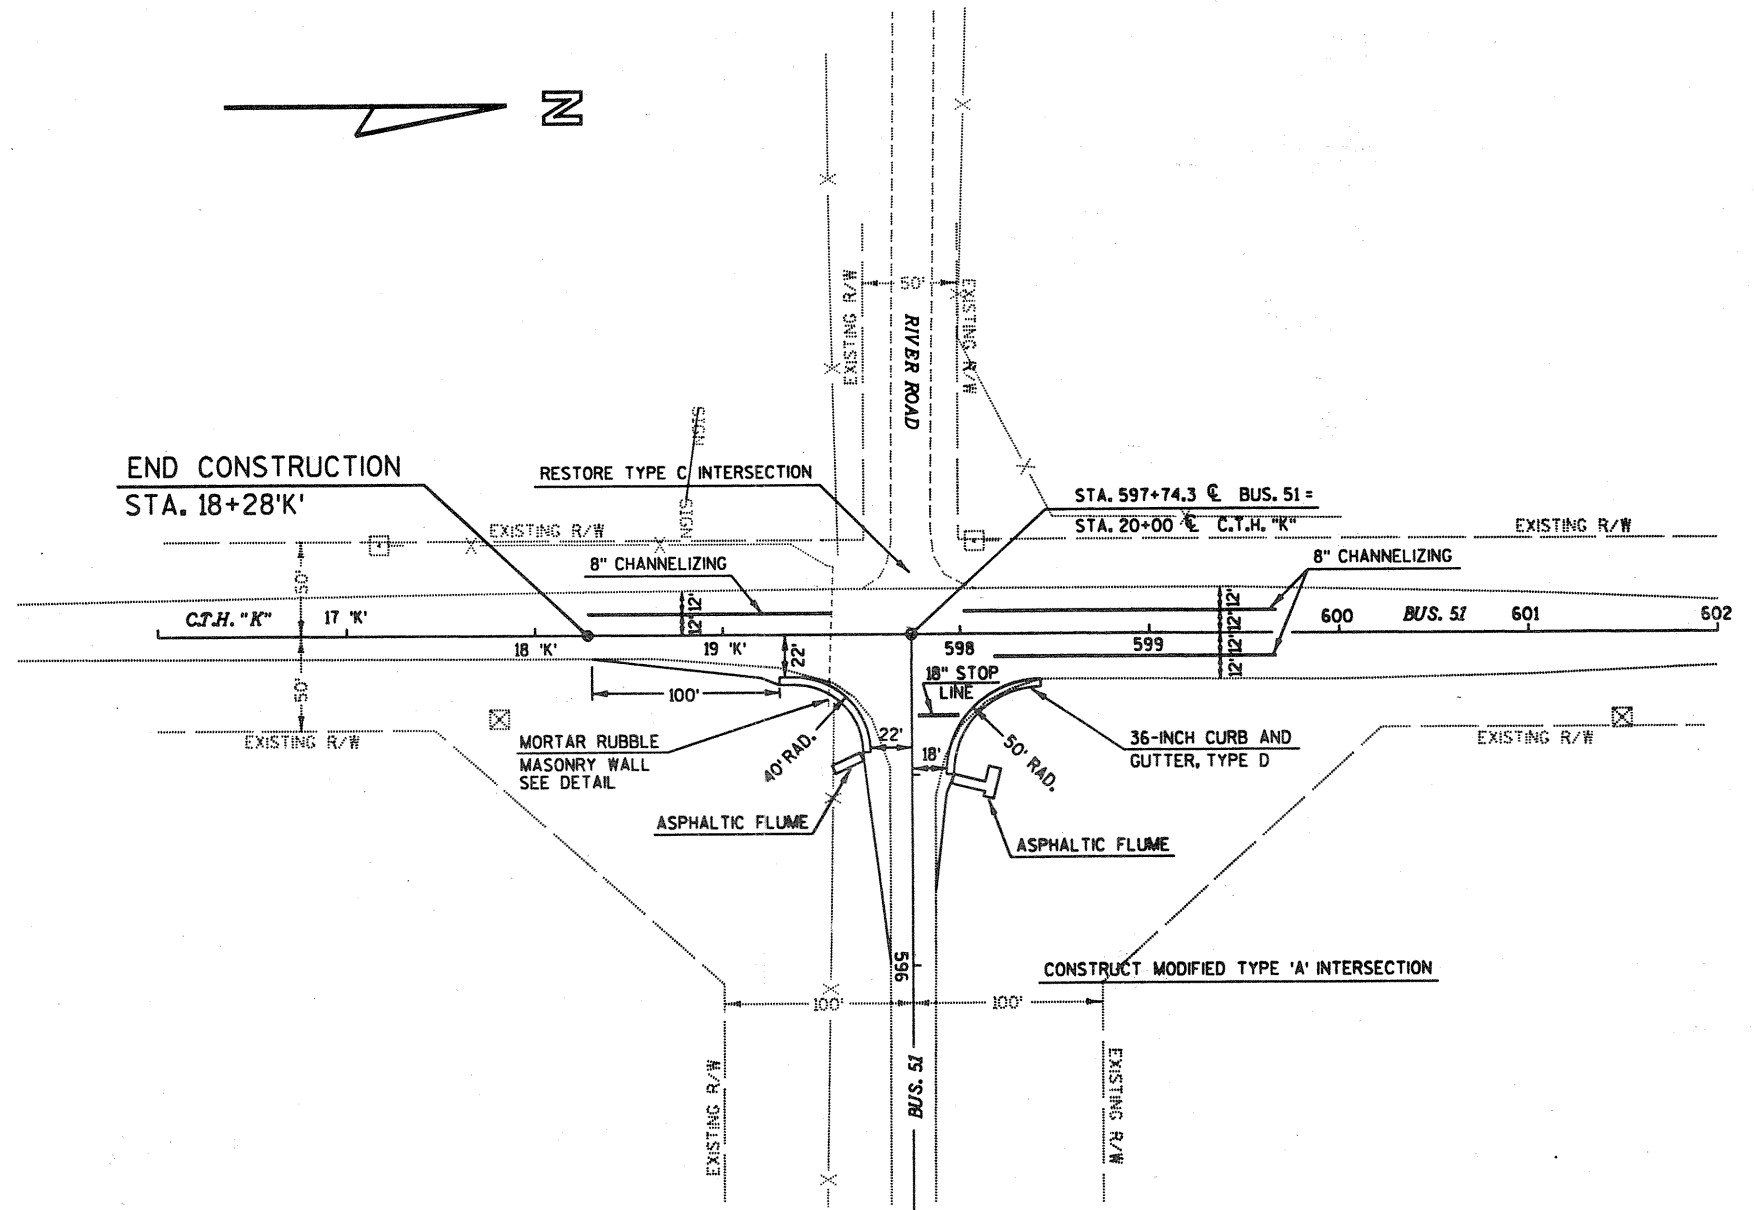 N
EXISTING R/W
50'
EXISTING R/W
RIVER ROAD
SIGN
SIGN
END CONSTRUCTION
STA. 18+28'K'
RESTORE TYPE C INTERSECTION
STA. 597+74.3 ℄ BUS. 51 =
STA. 20+00 ℄ C.T.H. "K"
EXISTING R/W
EXISTING R/W
8" CHANNELIZING
8" CHANNELIZING
50'
50'
C.T.H. "K"
17 'K'
18 'K'
19 'K'
12'
12'
22'
598
599
600
BUS. 51
601
602
12'
12'
12'
12'
18" STOP
LINE
100'
EXISTING R/W
MORTAR RUBBLE
MASONRY WALL
SEE DETAIL
40' RAD.
22'
18'
50' RAD.
36-INCH CURB AND
GUTTER, TYPE D
EXISTING R/W
ASPHALTIC FLUME
ASPHALTIC FLUME
596
CONSTRUCT MODIFIED TYPE 'A' INTERSECTION
100'
100'
EXISTING R/W
BUS. 51
EXISTING R/W